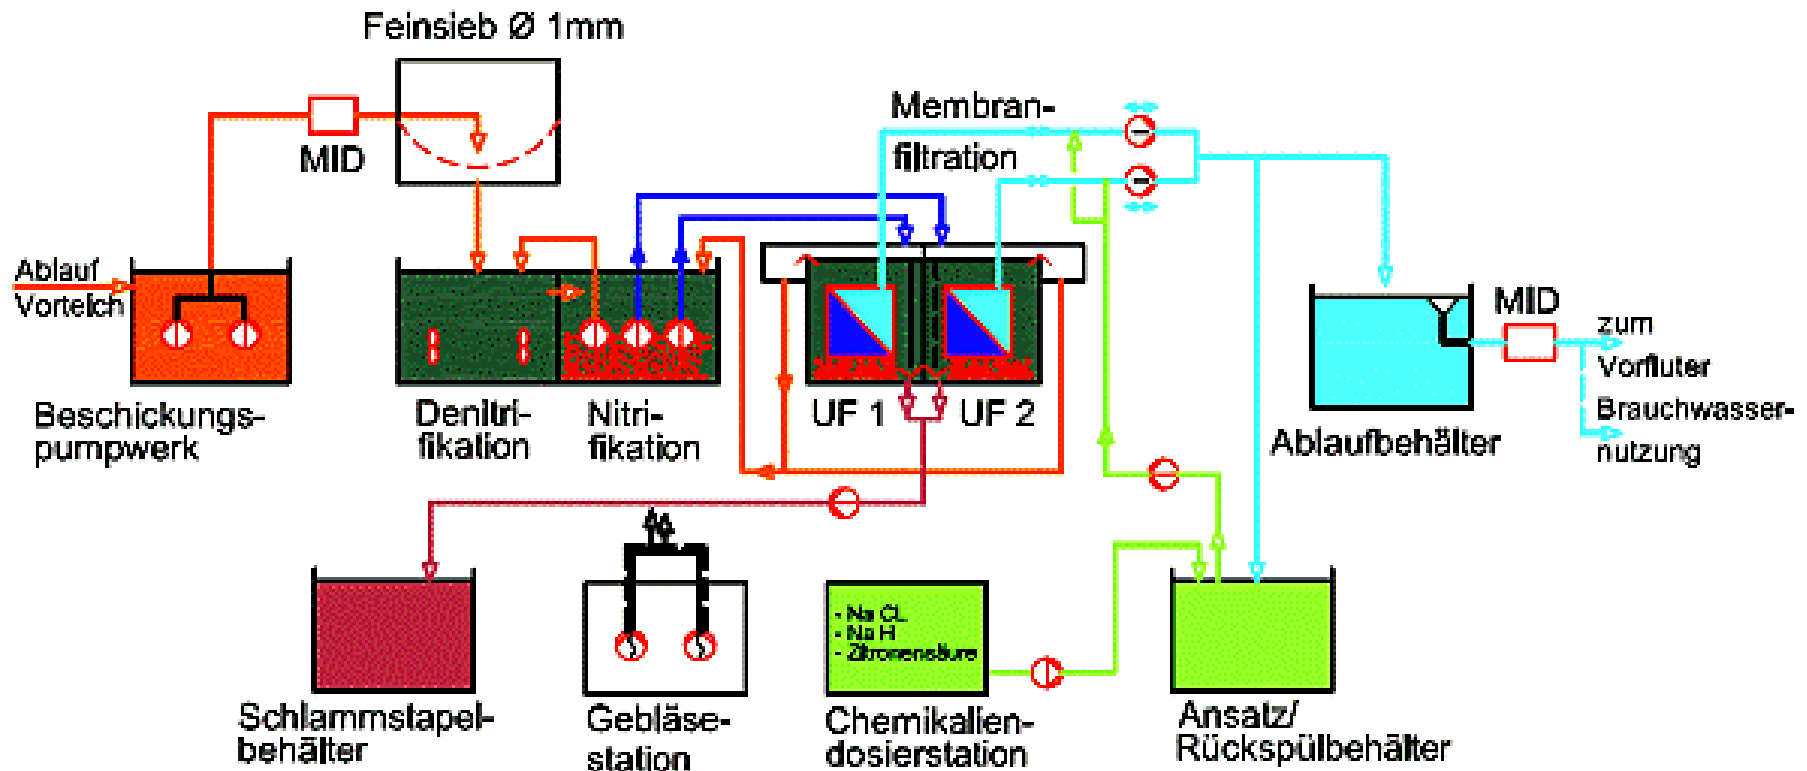 Feinsieb Ø 1mm
MID
Membran-
filtration
Ablauf
Vorteich
Beschickungs-
pumpwerk
Denitri-
fikation
Nitri-
fikation
UF 1
UF 2
MID
zum
Vorfluter
Brauchwasser-
nutzung
Ablaufbehälter
Schlammstapel-
behälter
Gebläse-
station
- Na CL
- Na H
- Zitronensäure
Chemikalien-
dosierstation
Ansatz/
Rückspülbehälter